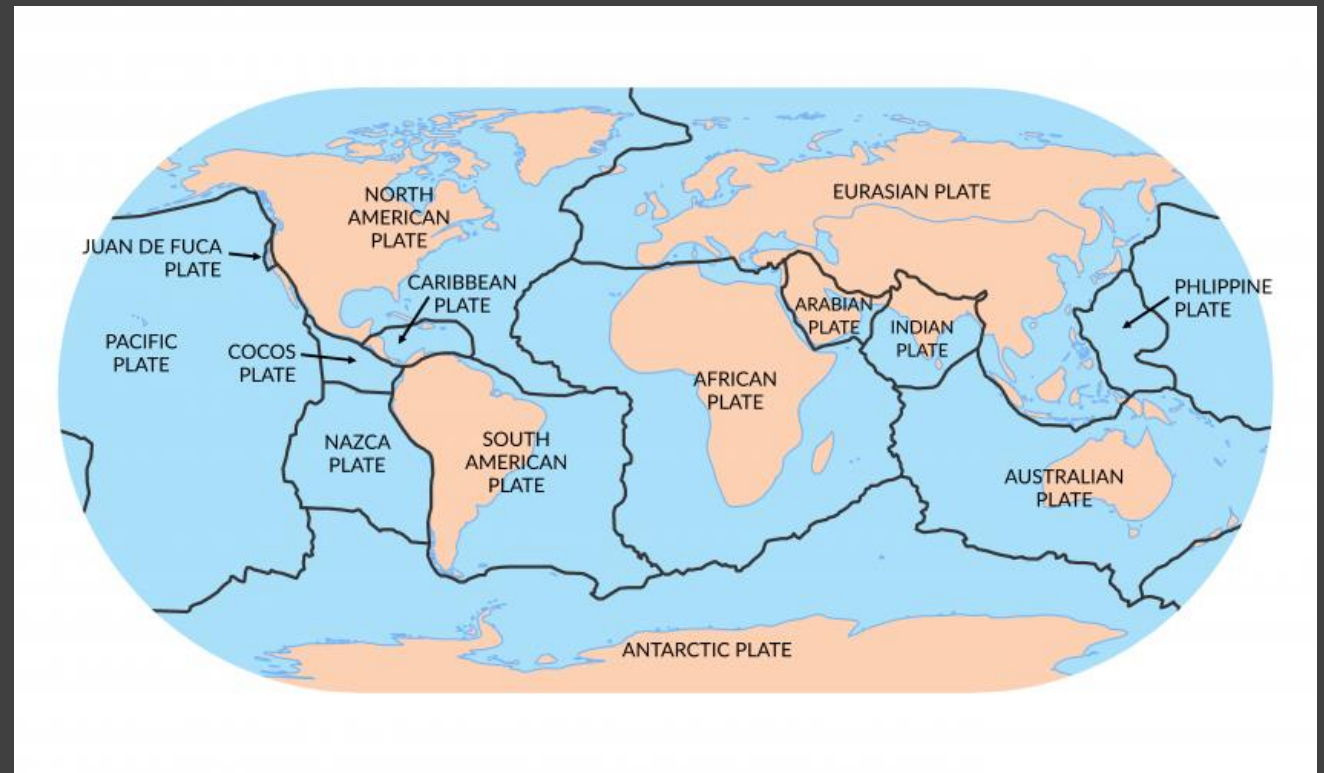 NORTH
AMERICAN
PLATE
EURASIAN PLATE
JUAN DE FUCA
PLATE
CARIBBEAN
PLATE
PHLIPPINE
PLATE
ARABIAN
PLATE
INDIAN
PLATE
PACIFIC
PLATE
COCOS
PLATE
AFRICAN
PLATE
NAZCA
PLATE
SOUTH
AMERICAN
PLATE
AUSTRALIAN
PLATE
ANTARCTIC PLATE